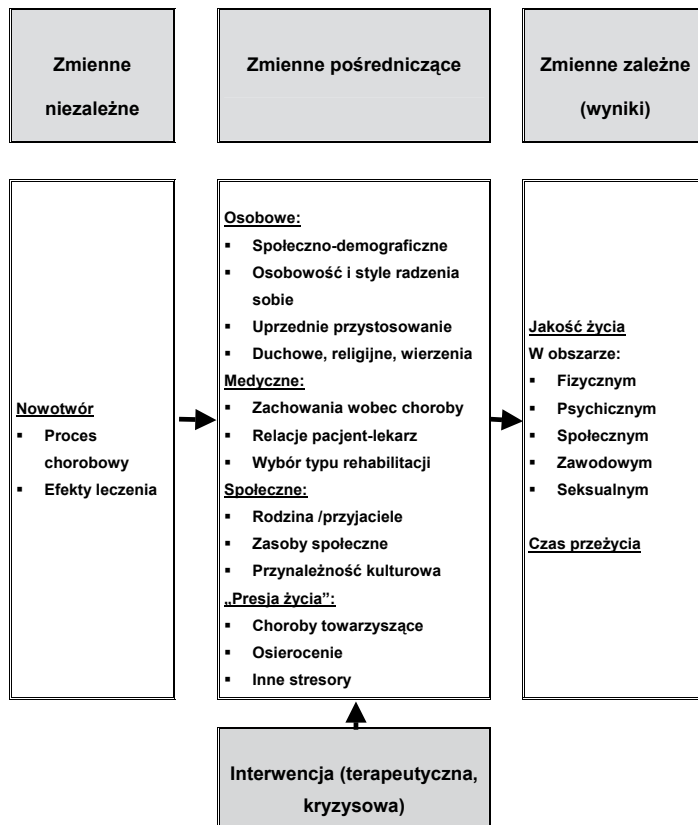 Zmienne
niezależne
Zmienne pośredniczące
Zmienne zależne
(wyniki)
Nowotwór
▪ Proces
chorobowy
▪ Efekty leczenia
Osobowe:
▪ Społeczno-demograficzne
▪ Osobowość i style radzenia
sobie
▪ Uprzednie przystosowanie
▪ Duchowe, religijne, wierzenia
Medyczne:
▪ Zachowania wobec choroby
▪ Relacje pacjent-lekarz
▪ Wybór typu rehabilitacji
Społeczne:
▪ Rodzina /przyjaciele
▪ Zasoby społeczne
▪ Przynależność kulturowa
„Presja życia”:
▪ Choroby towarzyszące
▪ Osierocenie
▪ Inne stresory
Jakość życia
W obszarze:
▪ Fizycznym
▪ Psychicznym
▪ Społecznym
▪ Zawodowym
▪ Seksualnym
Czas przeżycia
Interwencja (terapeutyczna,
kryzysowa)